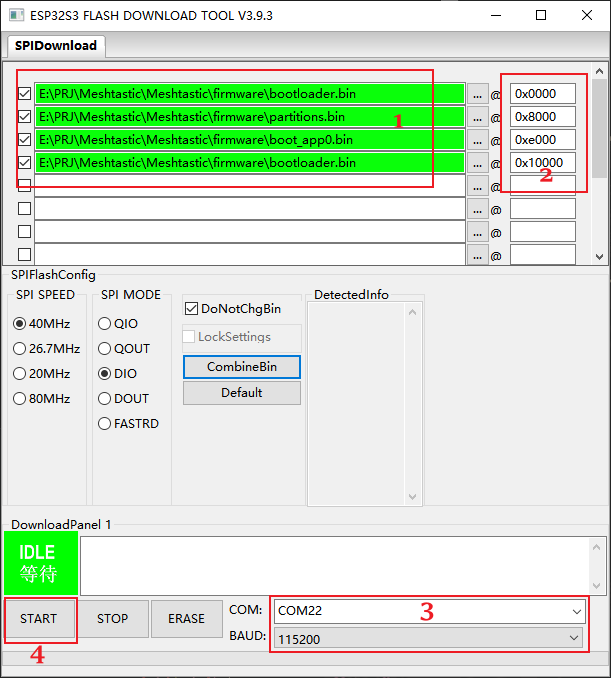 ESP32S3 FLASH DOWNLOAD TOOL V3.9.3
SPIDownload
E:\PRJ\Meshtastic\Meshtastic\firmware\bootloader.bin ... @ 0x0000
E:\PRJ\Meshtastic\Meshtastic\firmware\partitions.bin 1 ... @ 0x8000
E:\PRJ\Meshtastic\Meshtastic\firmware\boot_app0.bin ... @ 0xe000
E:\PRJ\Meshtastic\Meshtastic\firmware\bootloader.bin ... @ 0x10000
... @ 2
... @
... @
... @
SPIFlashConfig
SPI SPEED
40MHz
26.7MHz
20MHz
80MHz
SPI MODE
QIO
QOUT
DIO
DOUT
FASTRD
DoNotChgBin
LockSettings
CombineBin
Default
DetectedInfo
DownloadPanel 1
IDLE
等待
START STOP ERASE
4
COM: COM22 3
BAUD: 115200